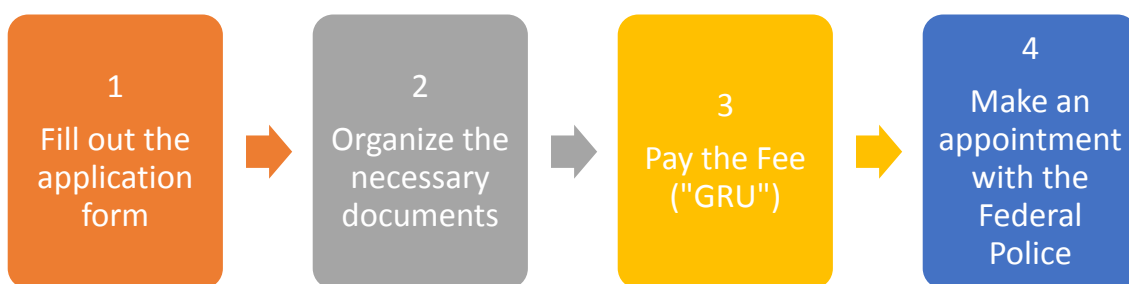 1
Fill out the
application
form
2
Organize the
necessary
documents
3
Pay the Fee
("GRU")
4
Make an
appointment
with the
Federal
Police